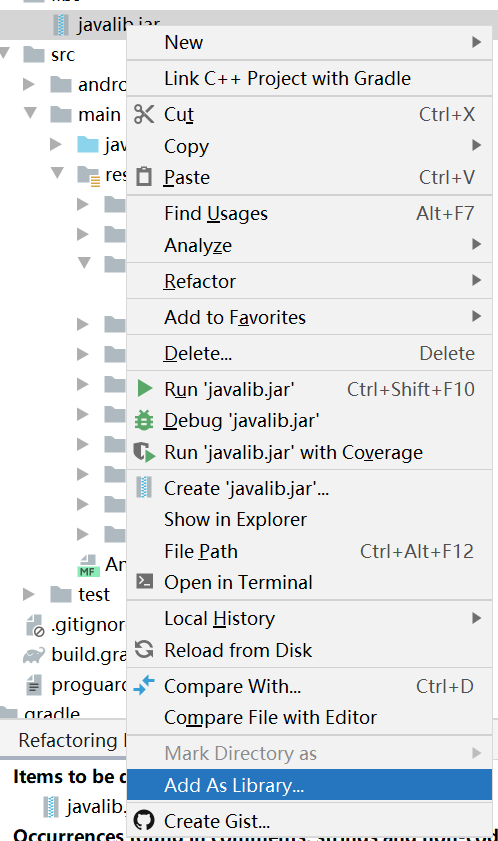 javalib.jar
New
src
Link C++ Project with Gradle
main
Cut Ctrl+X
Copy
Paste Ctrl+V
Find Usages Alt+F7
Analyze
Refactor
Add to Favorites
Delete... Delete
Run 'javalib.jar' Ctrl+Shift+F10
Debug 'javalib.jar'
Run 'javalib.jar' with Coverage
Create 'javalib.jar'...
Show in Explorer
File Path Ctrl+Alt+F12
MF
Open in Terminal
test
Local History
.gitignore
Reload from Disk
build.gra
proguard
Compare With... Ctrl+D
gradle
Compare File with Editor
Refactoring
Mark Directory as
Items to be d
Add As Library...
javalib.
Create Gist...